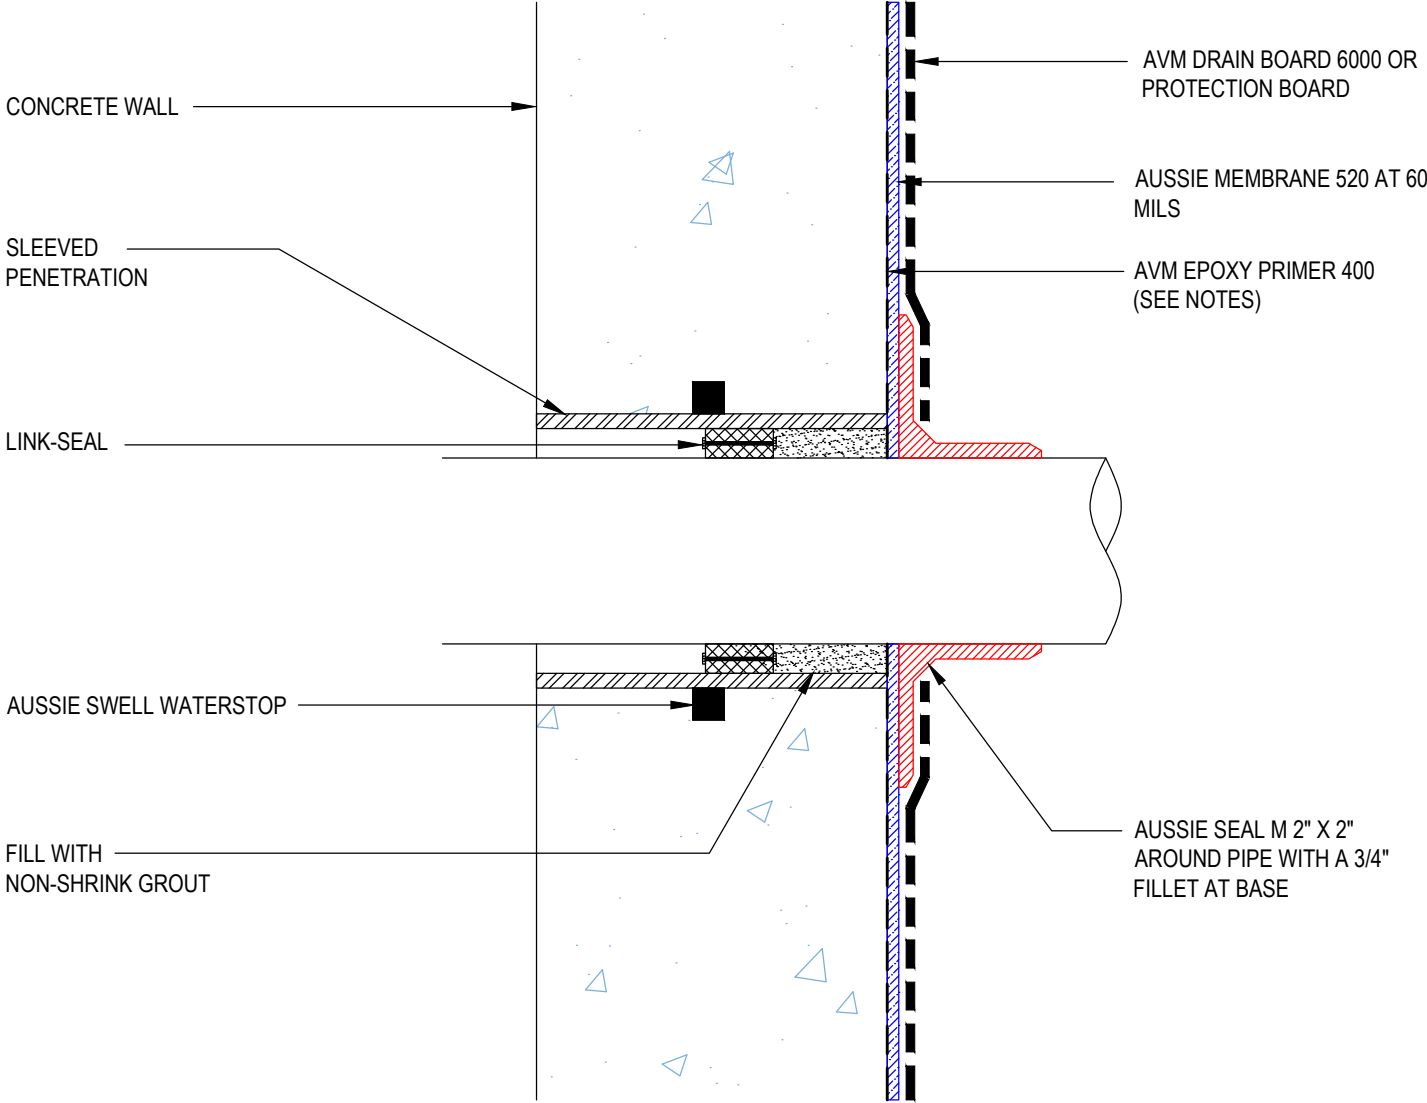 CONCRETE WALL
SLEEVED
PENETRATION
LINK-SEAL
AUSSIE SWELL WATERSTOP
FILL WITH
NON-SHRINK GROUT
AVM DRAIN BOARD 6000 OR
PROTECTION BOARD
AUSSIE MEMBRANE 520 AT 60
MILS
AVM EPOXY PRIMER 400
(SEE NOTES)
AUSSIE SEAL M 2" X 2"
AROUND PIPE WITH A 3/4"
FILLET AT BASE